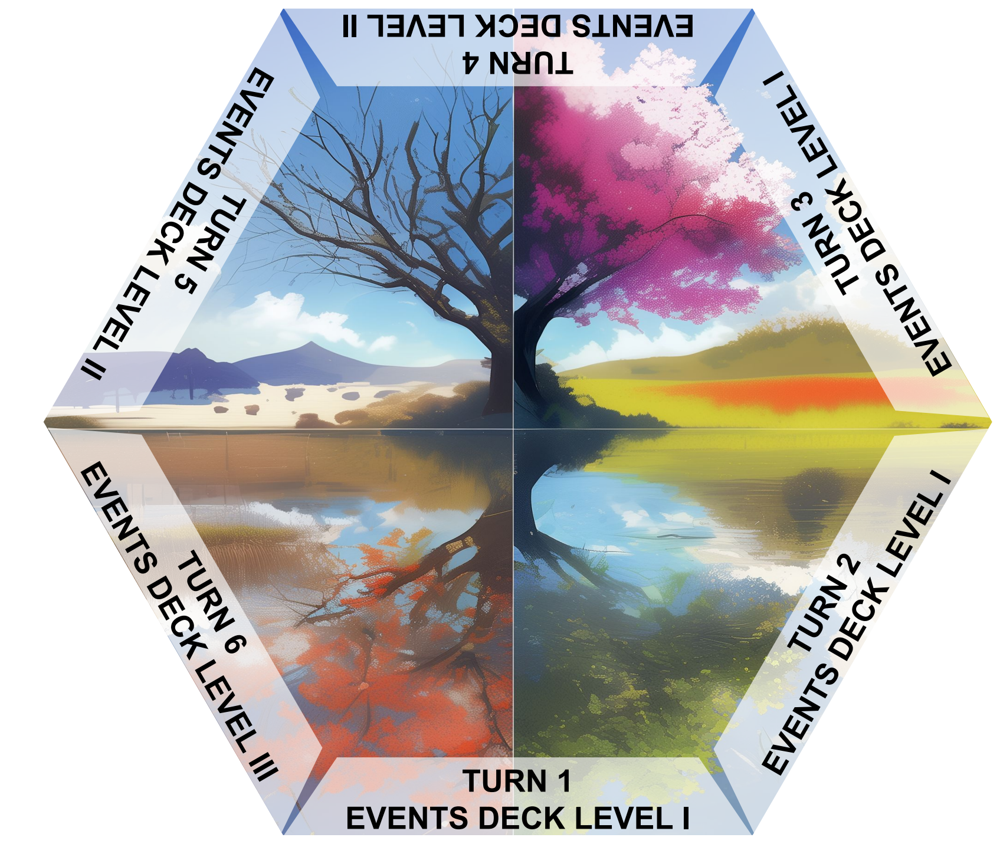 TURN 1
EVENTS DECK LEVEL I
TURN 2
EVENTS DECK LEVEL I
TURN 3
EVENTS DECK LEVEL I
TURN 4
EVENTS DECK LEVEL II
TURN 5
EVENTS DECK LEVEL II
TURN 6
EVENTS DECK LEVEL III